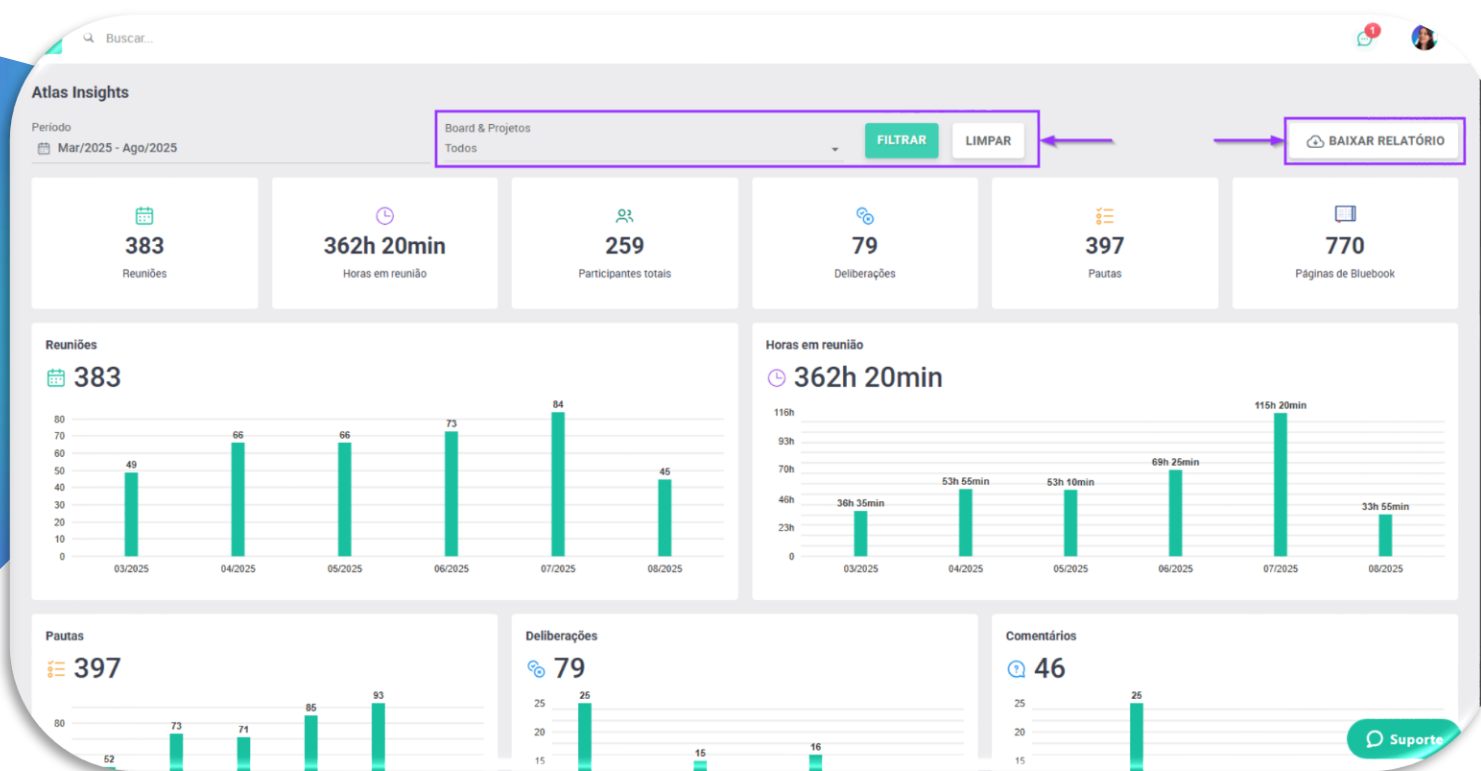 Buscar...
1
Atlas Insights
Período
Mar/2025 - Ago/2025
Board & Projetos
Todos
FILTRAR
LIMPAR
BAIXAR RELATÓRIO
383
Reuniões
362h 20min
Horas em reunião
259
Participantes totais
79
Deliberações
397
Pautas
770
Páginas de Bluebook
Reuniões
383
80
70
60
50
40
30
20
10
0
49
66
66
73
84
45
03/2025
04/2025
05/2025
06/2025
07/2025
08/2025
Horas em reunião
362h 20min
116h
93h
70h
46h
23h
0
36h 35min
53h 55min
53h 10min
69h 25min
115h 20min
33h 55min
03/2025
04/2025
05/2025
06/2025
07/2025
08/2025
Pautas
397
80
52
73
71
85
93
Deliberações
79
25
20
15
25
15
16
Comentários
46
25
20
15
25
Suporte